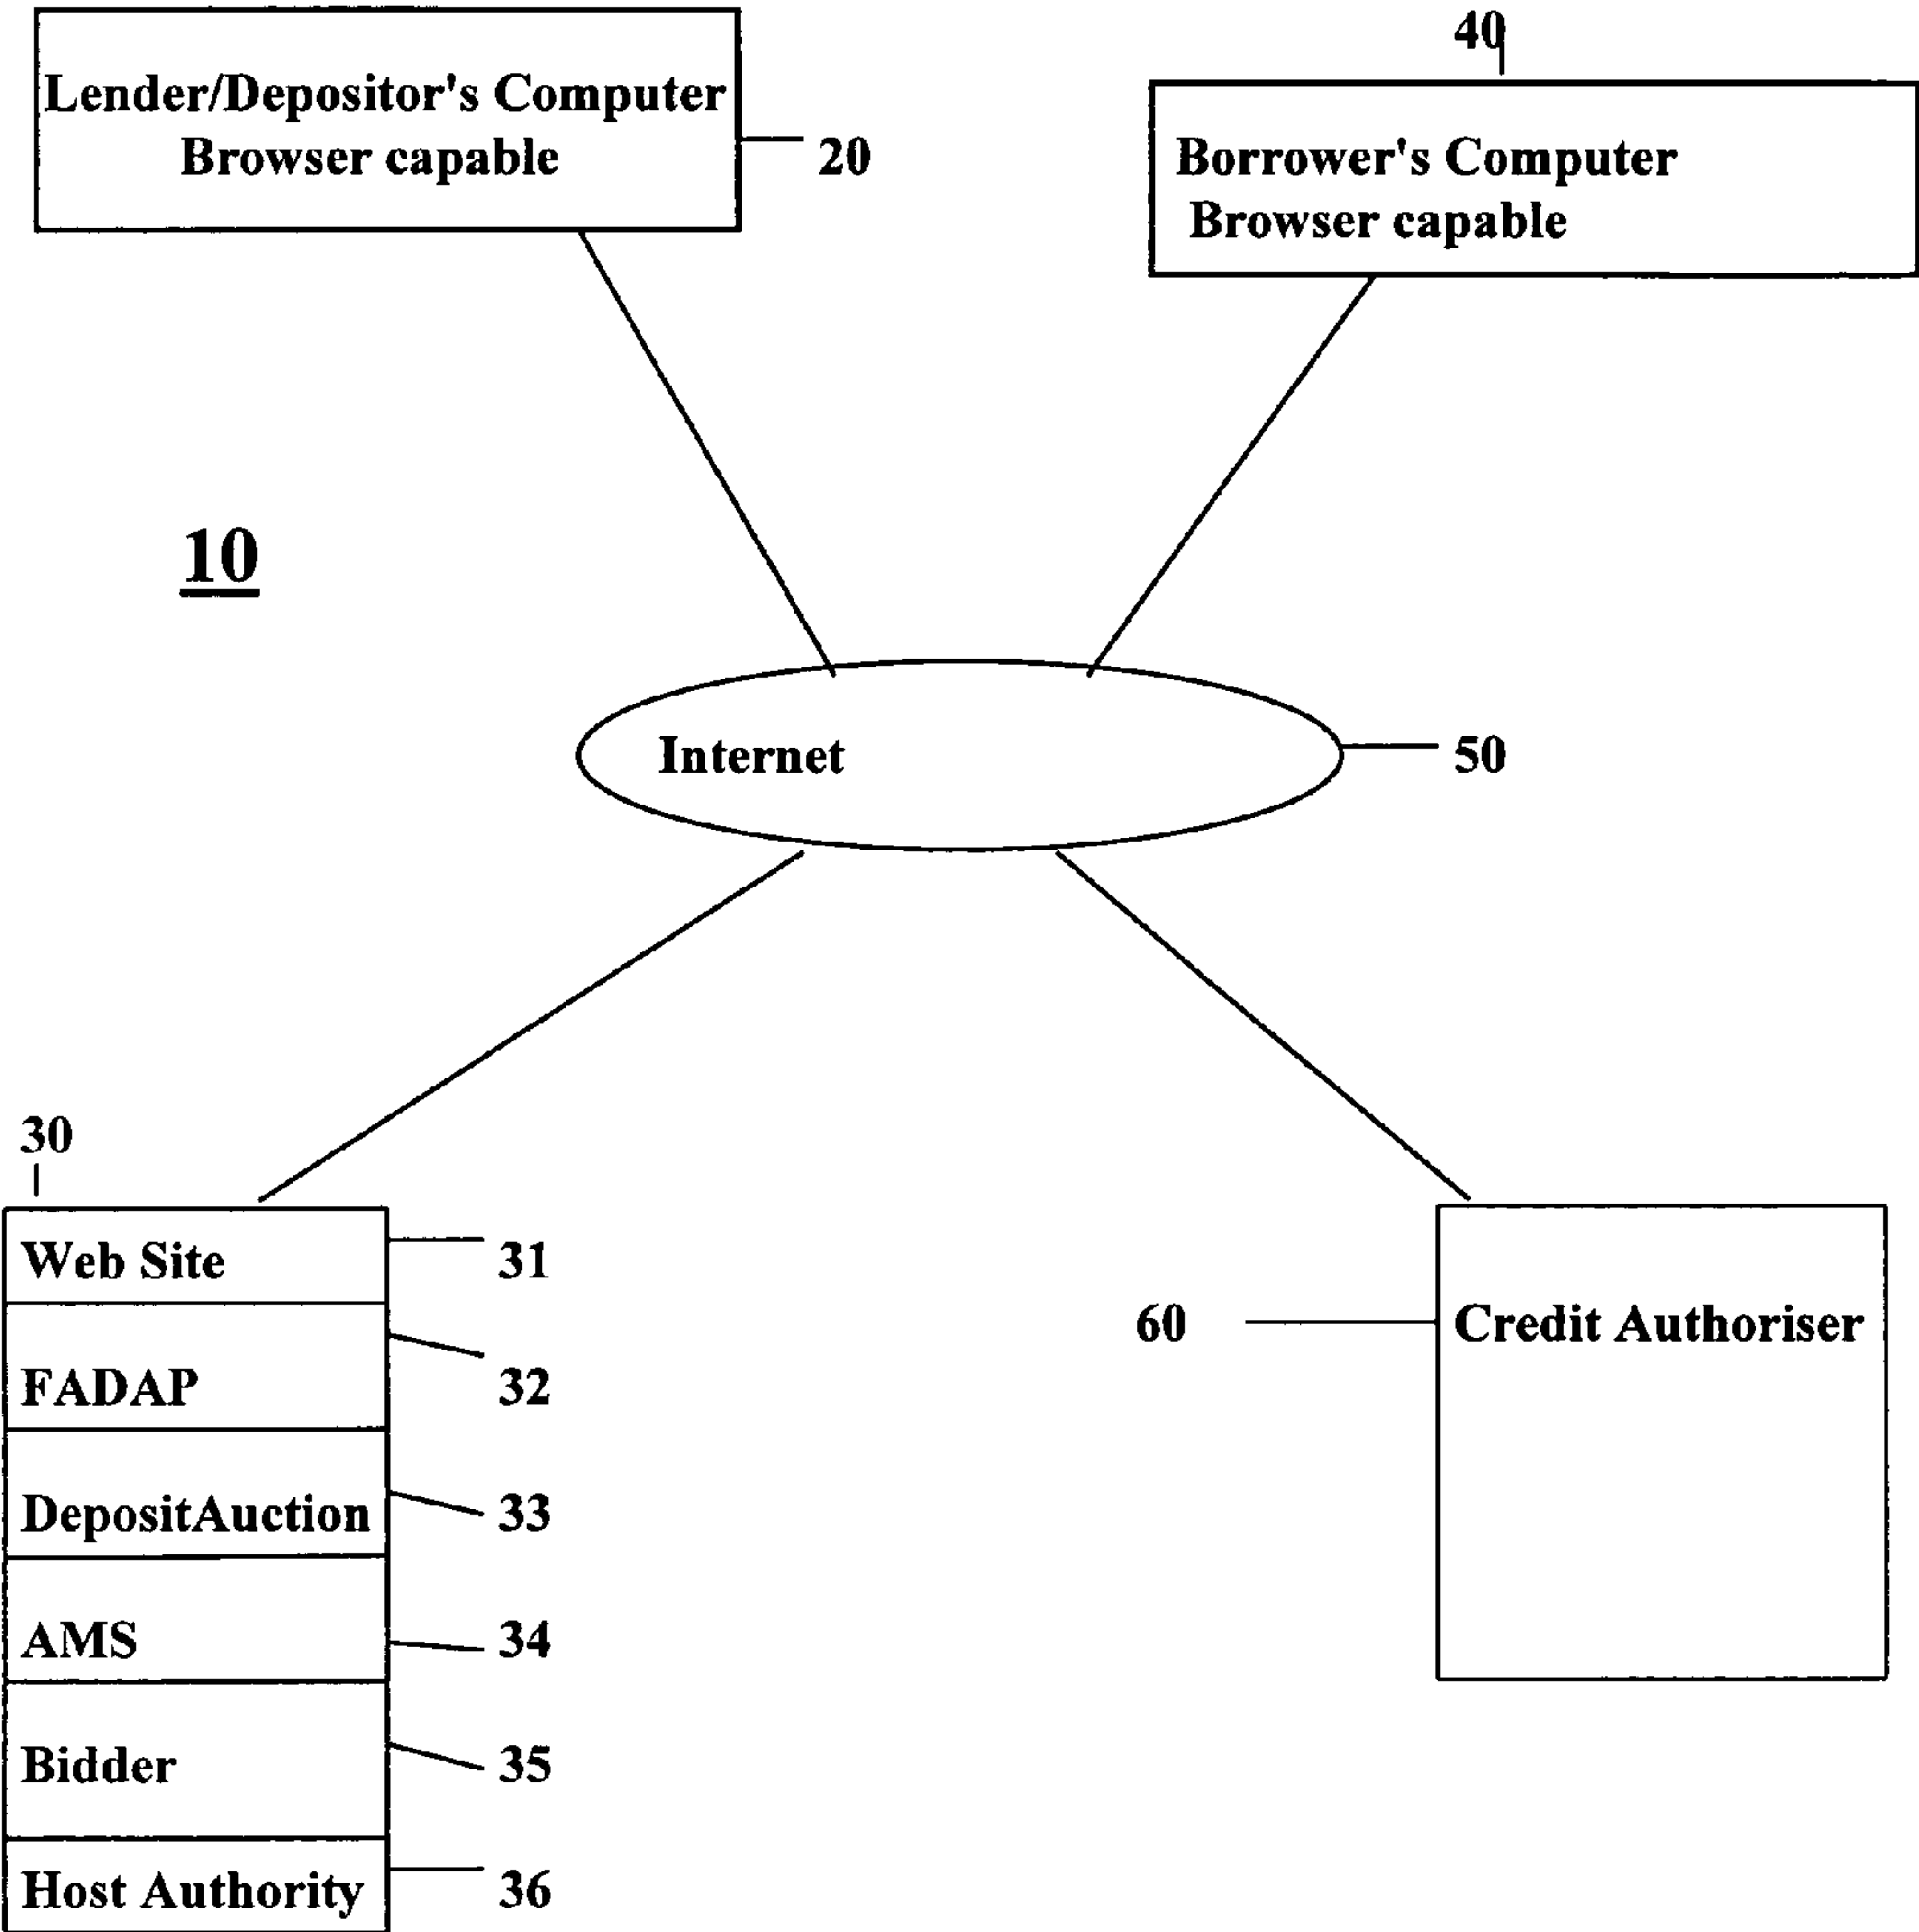 40
Lender/Depositor's Computer
Browser capable
20
Borrower's Computer
Browser capable
10
Internet
50
30
Web Site
31
FADAP
32
DepositAuction
33
AMS
34
Bidder
35
Host Authority
36
60
Credit Authoriser